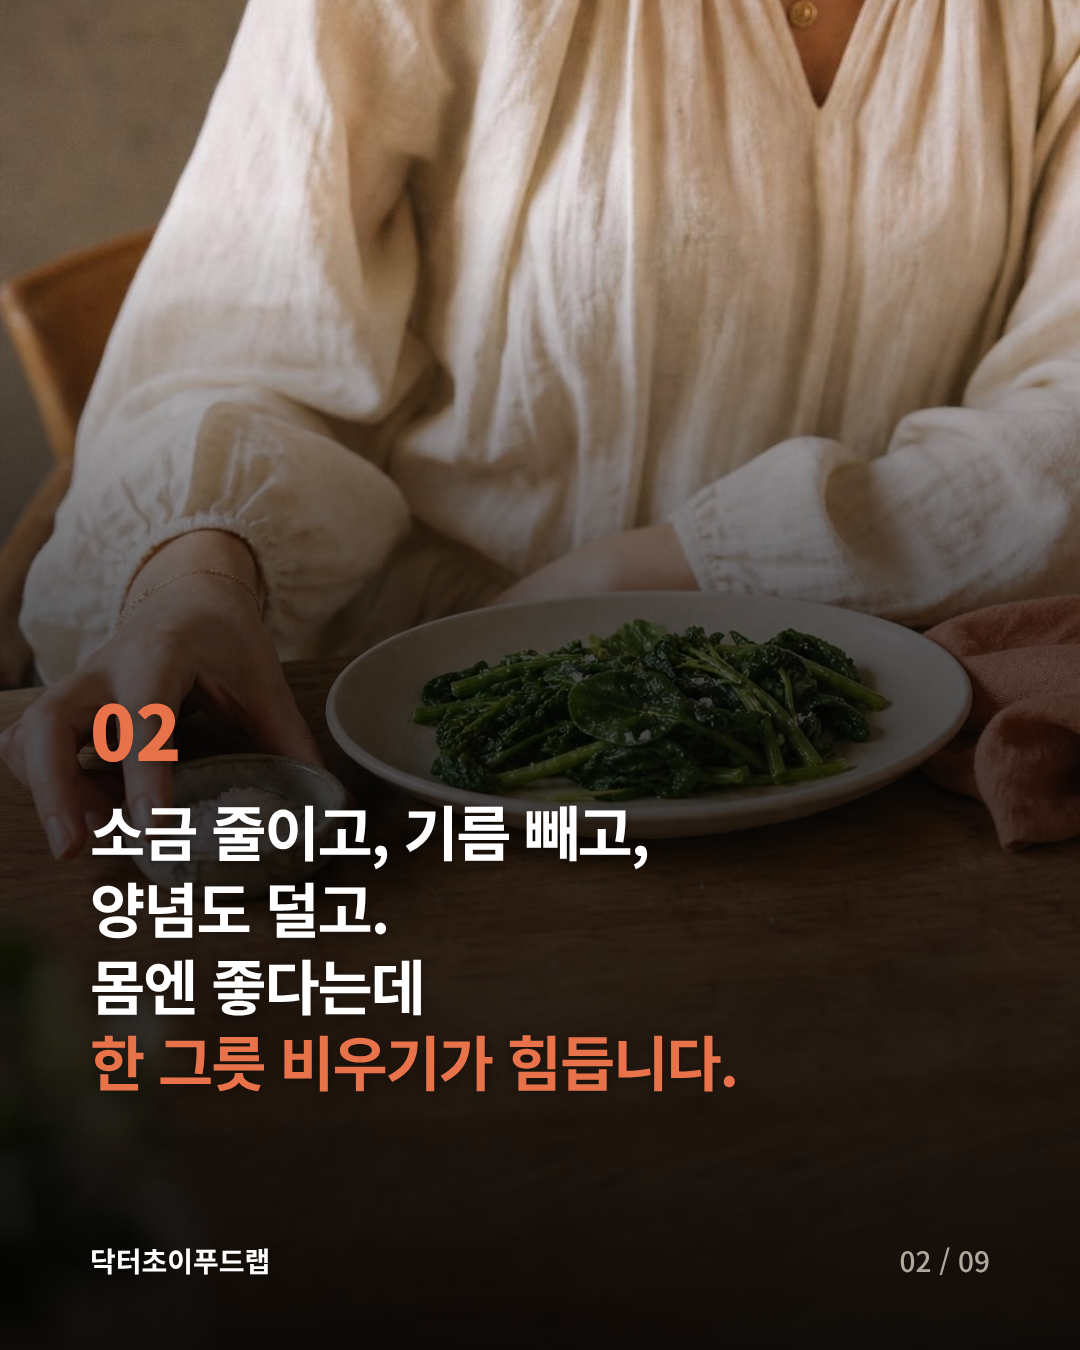 02
소금 줄이고, 기름 빼고,
양념도 덜고.
몸엔 좋다는데
한 그릇 비우기가 힘듭니다.
닥터초이푸드랩
02 / 09